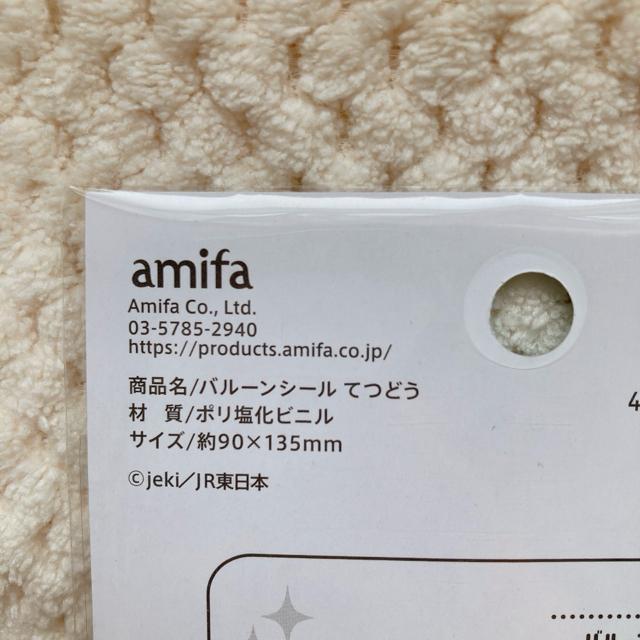 amifa
Amifa Co., Ltd.
03-5785-2940
https://products.amifa.co.jp/
商品名/バルーンシール てつどう
材 質/ポリ塩化ビニル
サイズ/約90×135mm
4
©jeki／JR東日本